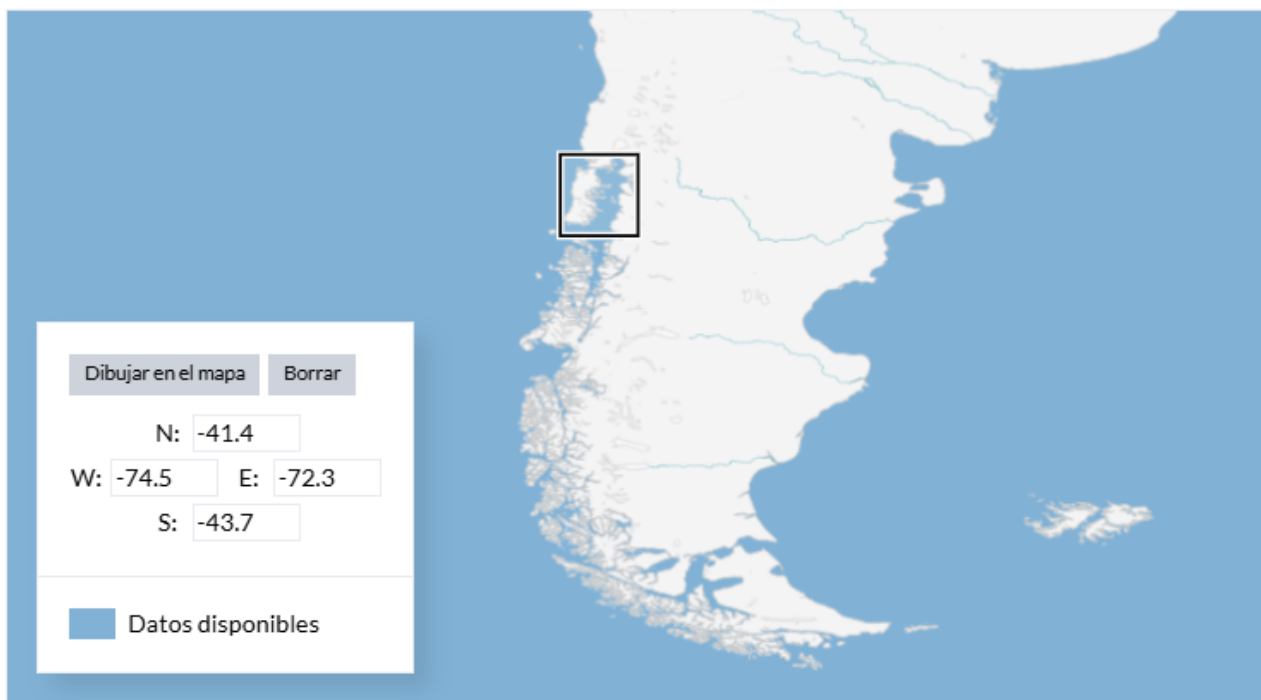 Dibujar en el mapa Borrar
N: -41.4
W: -74.5 E: -72.3
S: -43.7
Datos disponibles